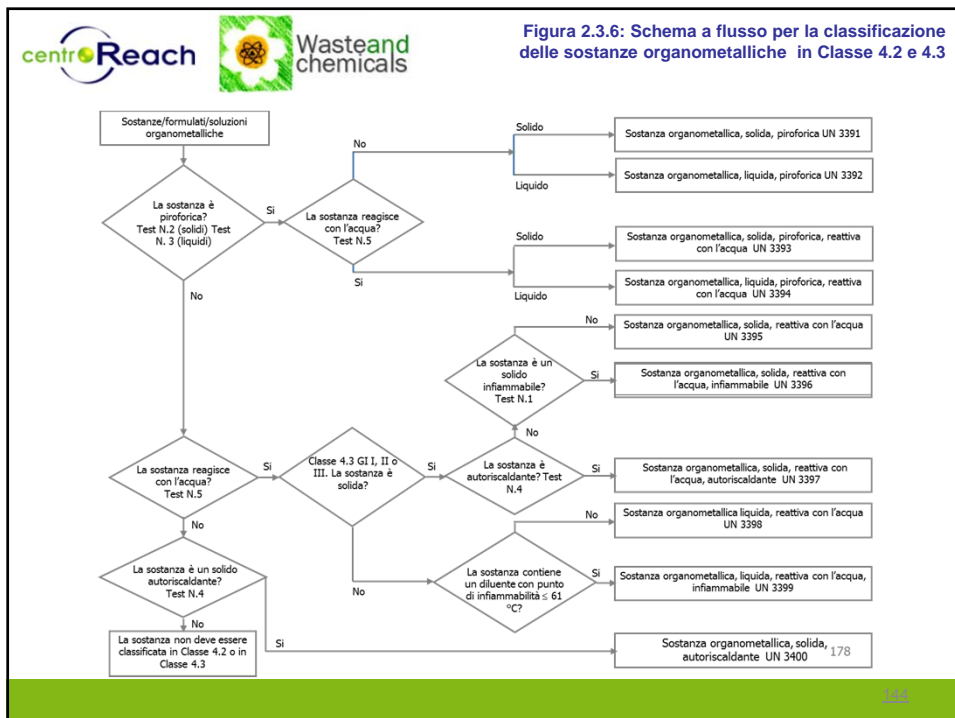 centroReach
Wasteand
chemicals
Figura 2.3.6: Schema a flusso per la classificazione
delle sostanze organometalliche in Classe 4.2 e 4.3
Sostanze/formulati/soluzioni
organometalliche
La sostanza è
piroforica?
Test N.2 (solidi) Test
N. 3 (liquidi)
Si
No
La sostanza reagisce
con l'acqua?
Test N.5
No
Si
Solido
Liquido
Sostanza organometallica, solida, piroforica UN 3391
Sostanza organometallica, liquida, piroforica UN 3392
Solido
Liquido
Sostanza organometallica, solida, piroforica, reattiva
con l'acqua UN 3393
Sostanza organometallica, liquida, piroforica, reattiva
con l'acqua UN 3394
La sostanza è un
solido
infiammabile?
Test N.1
No
Si
Sostanza organometallica, solida, reattiva con l'acqua
UN 3395
Sostanza organometallica, solida, reattiva con
l'acqua, infiammabile UN 3396
No
La sostanza reagisce
con l'acqua?
Test N.5
Si
No
Classe 4.3 GI I, II o
III. La sostanza è
solida?
Si
No
La sostanza è
autoriscaldante? Test
N.4
Si
Sostanza organometallica, solida, reattiva con
l'acqua, autoriscaldante UN 3397
La sostanza contiene
un diluente con punto
di infiammabilità ≤ 61
°C?
No
Si
Sostanza organometallica liquida, reattiva con l'acqua
UN 3398
Sostanza organometallica, liquida, reattiva con l'acqua,
infiammabile UN 3399
La sostanza è un solido
autoriscaldante?
Test N.4
No
Si
La sostanza non deve essere
classificata in Classe 4.2 o in
Classe 4.3
Sostanza organometallica, solida,
autoriscaldante UN 3400
178
144